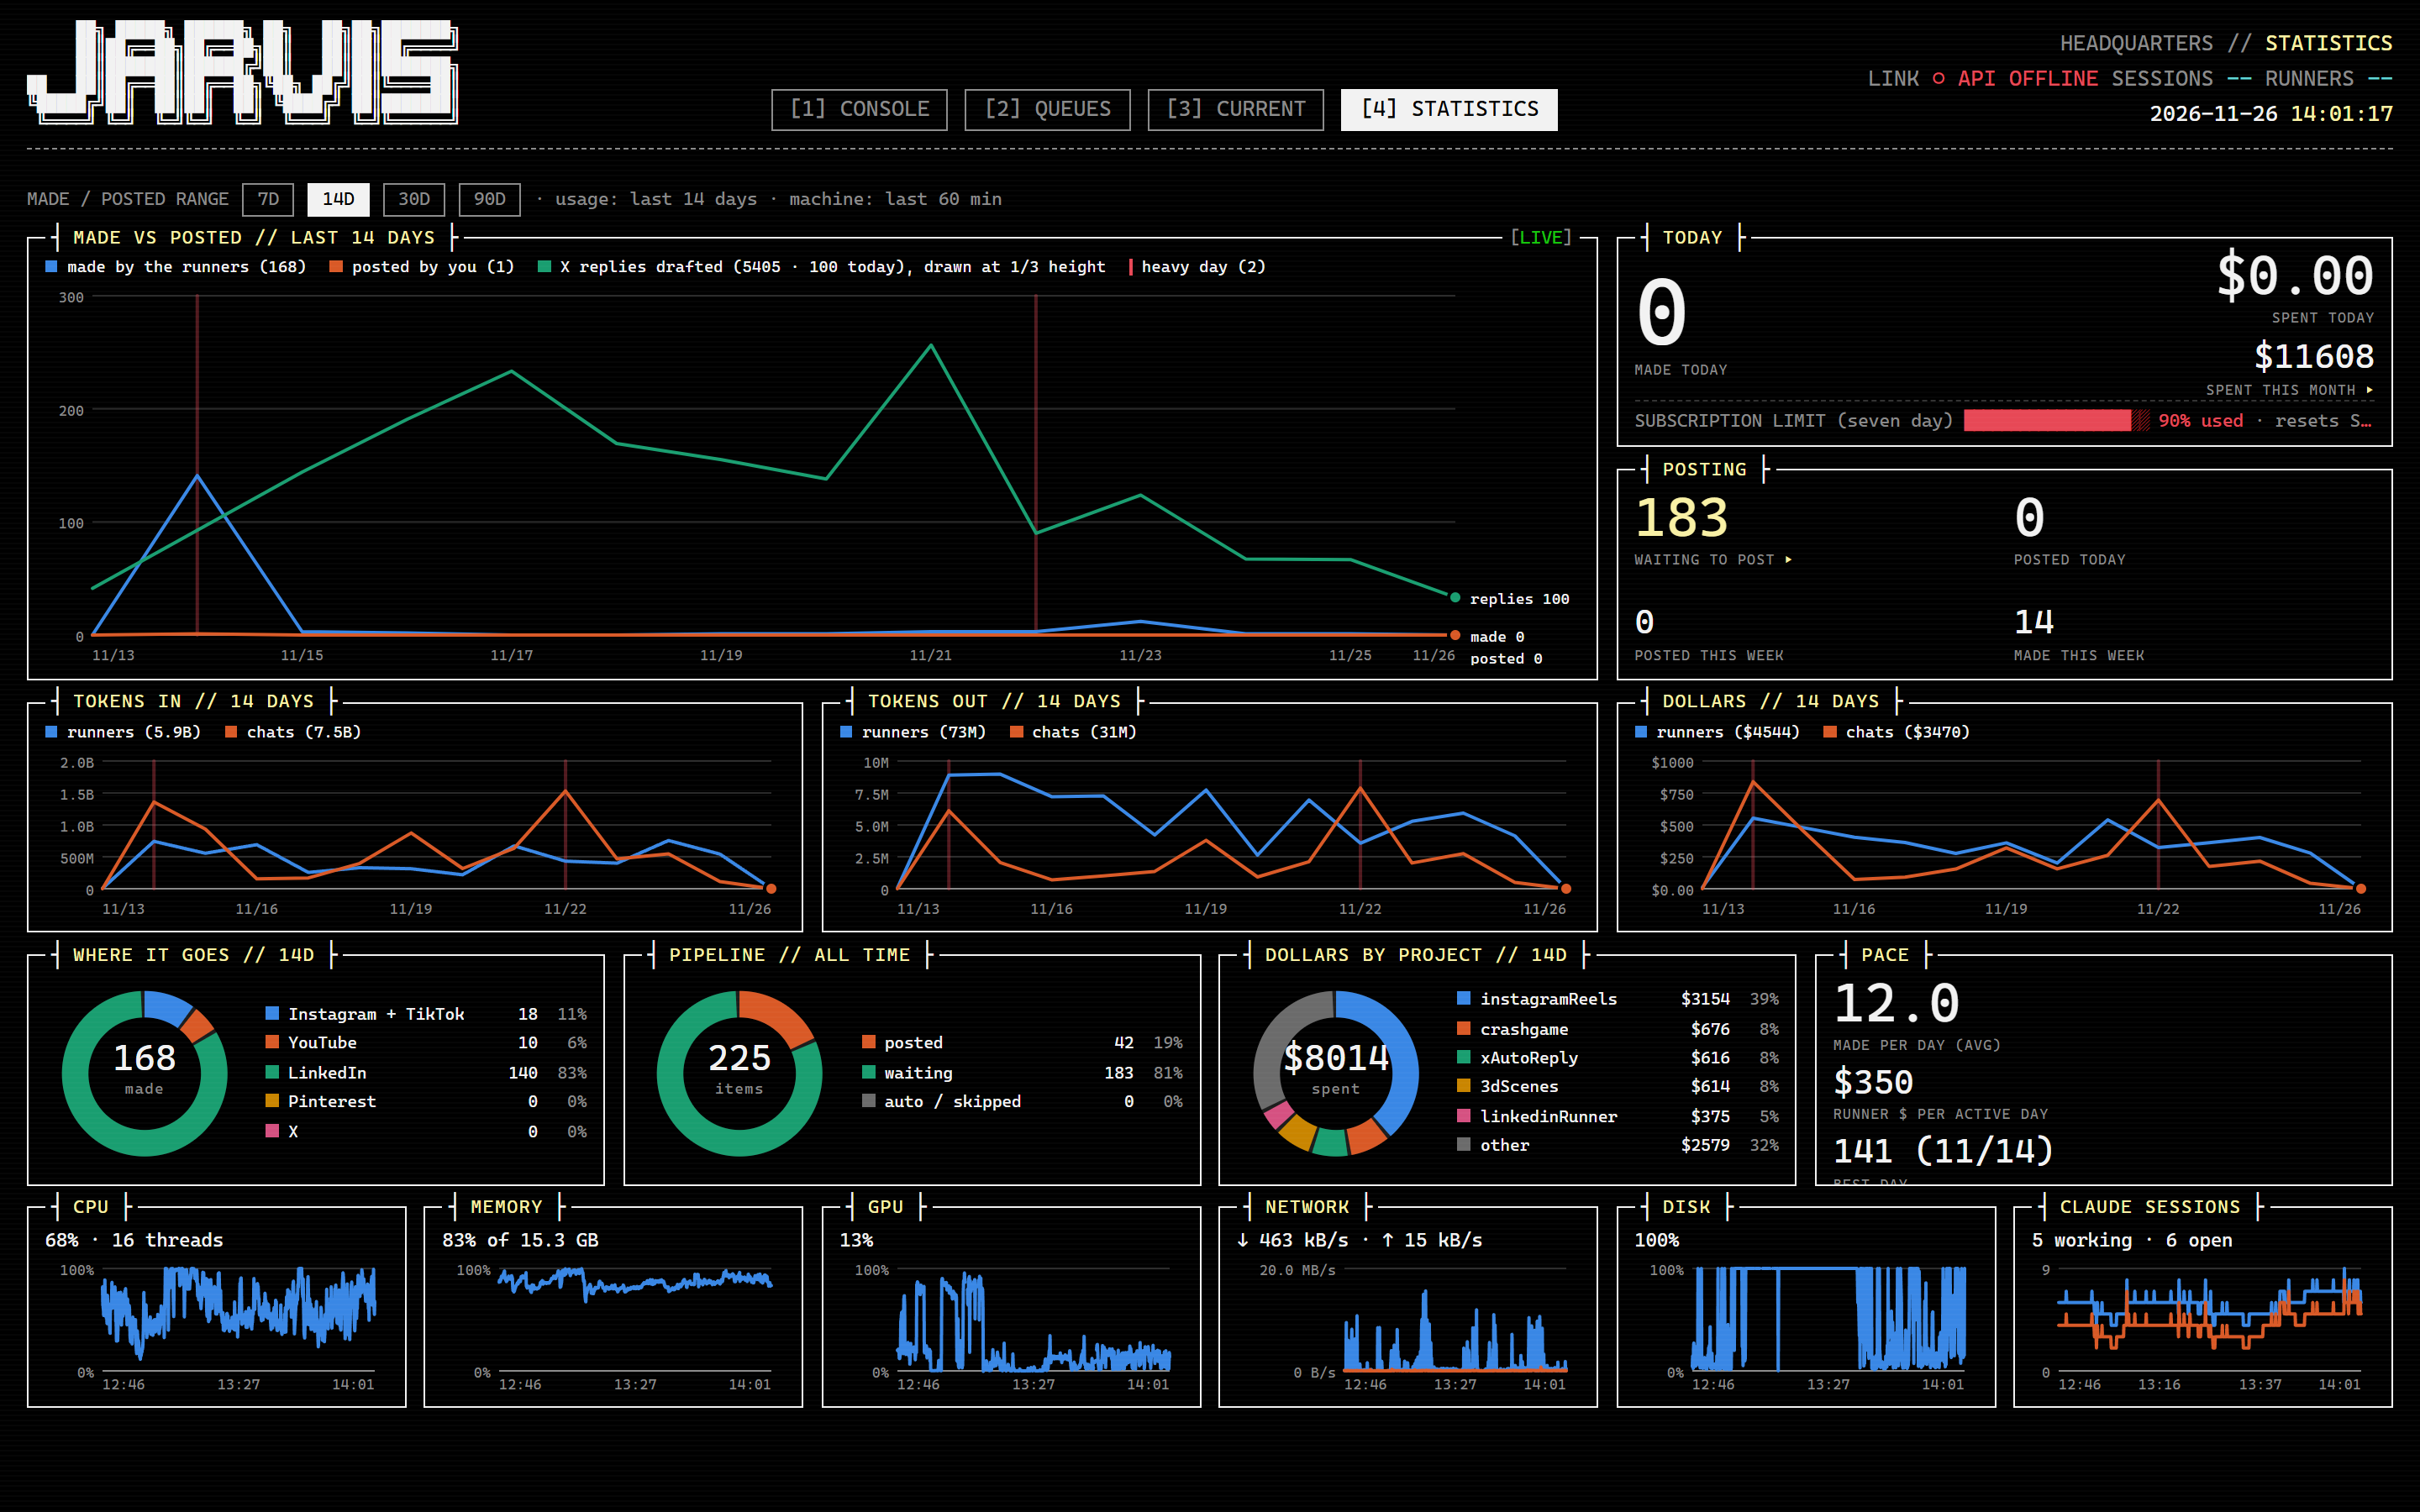 JARVIS
HEADQUARTERS // STATISTICS
LINK ○ API OFFLINE SESSIONS -- RUNNERS --
2026-11-26 14:01:17
[1] CONSOLE
[2] QUEUES
[3] CURRENT
[4] STATISTICS
MADE / POSTED RANGE 7D 14D 30D 90D · usage: last 14 days · machine: last 60 min
MADE VS POSTED // LAST 14 DAYS
[LIVE]
made by the runners (168) posted by you (1) X replies drafted (5405 · 100 today), drawn at 1/3 height heavy day (2)
300
200
100
0
replies 100
made 0
posted 0
11/13 11/15 11/17 11/19 11/21 11/23 11/25 11/26
TODAY
0
MADE TODAY
$0.00
SPENT TODAY
$11608
SPENT THIS MONTH ▸
SUBSCRIPTION LIMIT (seven day) 90% used · resets S…
POSTING
183
WAITING TO POST ▸
0
POSTED TODAY
0
POSTED THIS WEEK
14
MADE THIS WEEK
TOKENS IN // 14 DAYS
runners (5.9B) chats (7.5B)
2.0B
1.5B
1.0B
500M
0
11/13 11/16 11/19 11/22 11/26
TOKENS OUT // 14 DAYS
runners (73M) chats (31M)
10M
7.5M
5.0M
2.5M
0
11/13 11/16 11/19 11/22 11/26
DOLLARS // 14 DAYS
runners ($4544) chats ($3470)
$1000
$750
$500
$250
$0.00
11/13 11/16 11/19 11/22 11/26
WHERE IT GOES // 14D
168
made
Instagram + TikTok 18 11%
YouTube 10 6%
LinkedIn 140 83%
Pinterest 0 0%
X 0 0%
PIPELINE // ALL TIME
225
items
posted 42 19%
waiting 183 81%
auto / skipped 0 0%
DOLLARS BY PROJECT // 14D
$8014
spent
instagramReels $3154 39%
crashgame $676 8%
xAutoReply $616 8%
3dScenes $614 8%
linkedinRunner $375 5%
other $2579 32%
PACE
12.0
MADE PER DAY (AVG)
$350
RUNNER $ PER ACTIVE DAY
141 (11/14)
BEST DAY
CPU
68% · 16 threads
100%
0%
12:46 13:27 14:01
MEMORY
83% of 15.3 GB
100%
0%
12:46 13:27 14:01
GPU
13%
100%
0%
12:46 13:27 14:01
NETWORK
↓ 463 kB/s · ↑ 15 kB/s
20.0 MB/s
0 B/s
12:46 13:27 14:01
DISK
100%
100%
0%
12:46 13:27 14:01
CLAUDE SESSIONS
5 working · 6 open
9
0
12:46 13:16 13:37 14:01